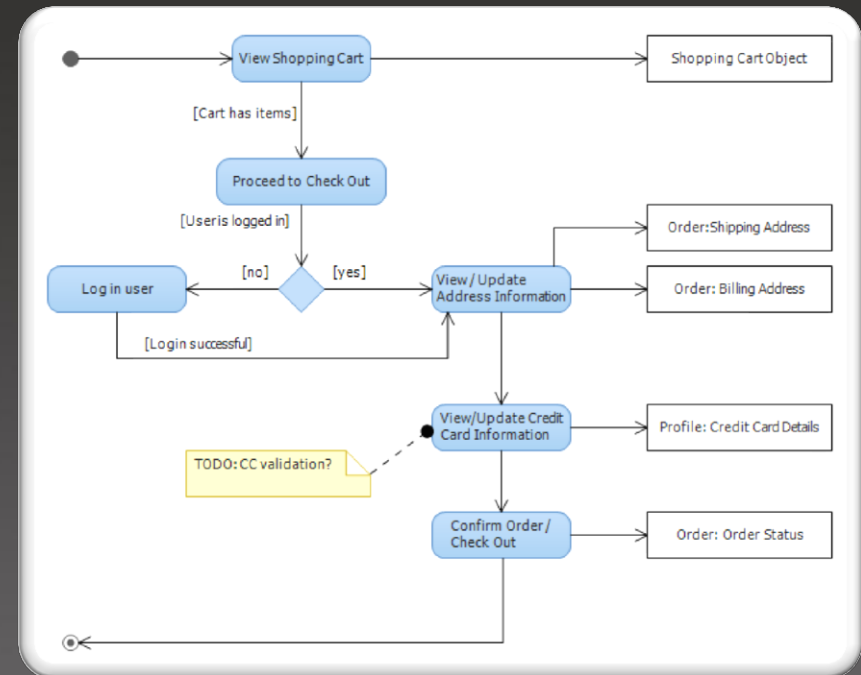 View Shopping Cart
Shopping Cart Object
[Cart has items]
Proceed to Check Out
[User is logged in]
Order:Shipping Address
[no]
[yes]
Log in user
View / Update
Address Information
Order: Billing Address
[Login successful]
View/Update Credit
Card Information
Profile: Credit Card Details
TODO: CC validation?
Confirm Order /
Check Out
Order: Order Status